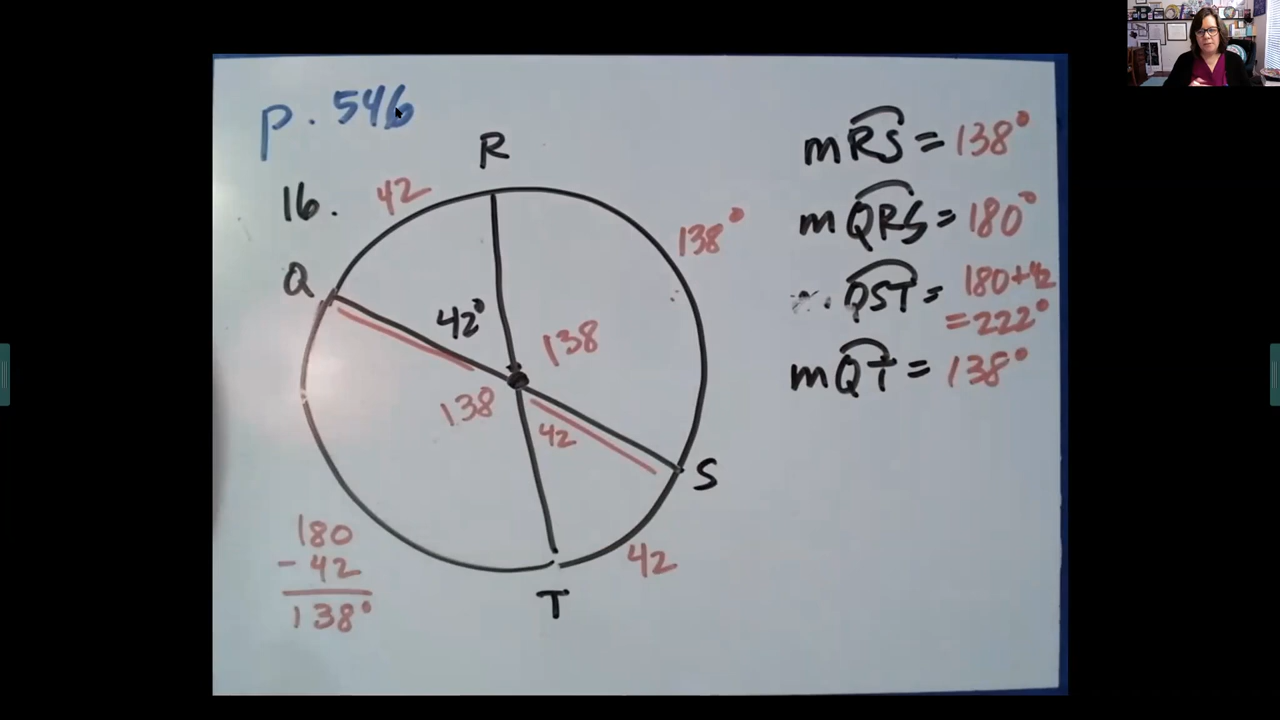 p. 546
R
16.
42
138°
Q
42°
138
138
42
S
42
T
180
- 42
138°
mRS = 138°
mQRS = 180°
QST = 180+42
= 222°
mQT = 138°